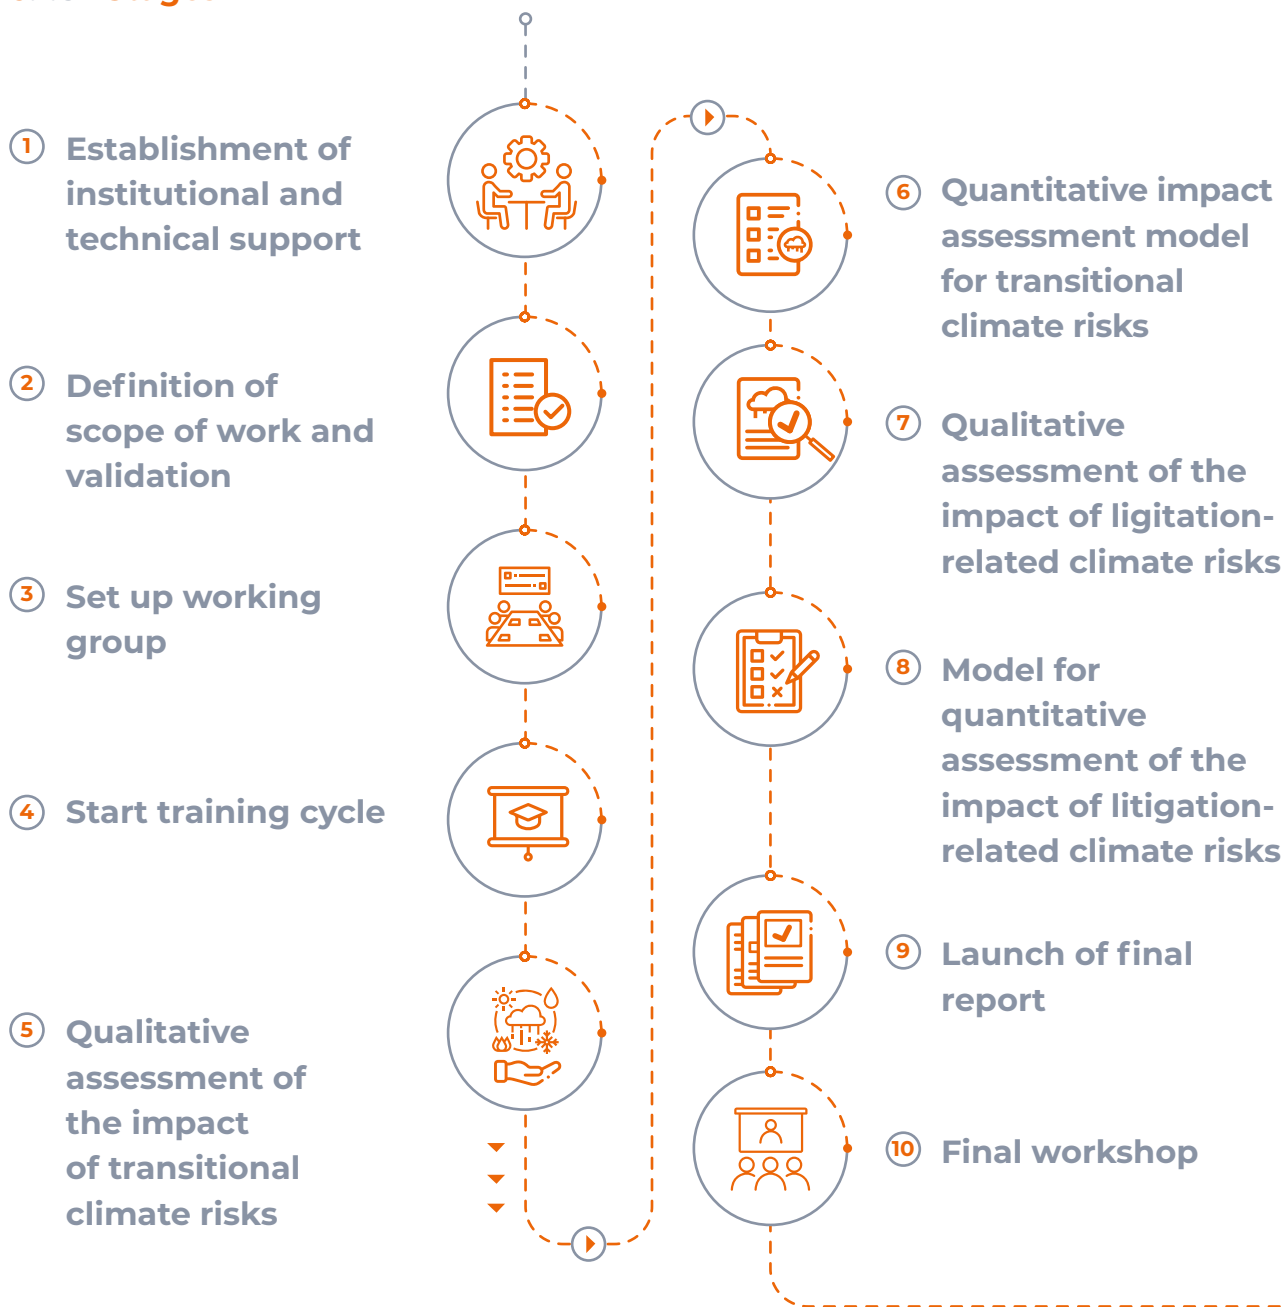 1
Establishment of
institutional and
technical support
2
Definition of
scope of work and
validation
3
Set up working
group
4
Start training cycle
5
Qualitative
assessment of
the impact
of transitional
climate risks
6
Quantitative impact
assessment model
for transitional
climate risks
7
Qualitative
assessment of the
impact of ligitation-
related climate risks
8
Model for
quantitative
assessment of the
impact of litigation-
related climate risks
9
Launch of final
report
10
Final workshop